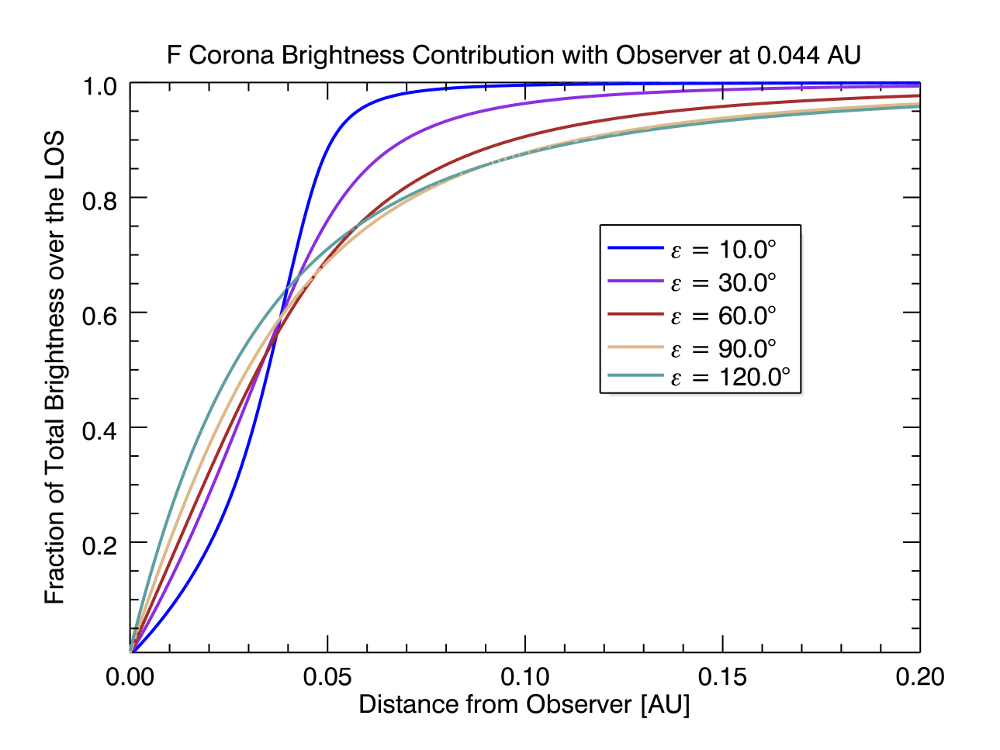 F Corona Brightness Contribution with Observer at 0.044 AU
Fraction of Total Brightness over the LOS
1.0
0.8
0.6
0.4
0.2
ε = 10.0°
ε = 30.0°
ε = 60.0°
ε = 90.0°
ε = 120.0°
0.00 0.05 0.10 0.15 0.20
Distance from Observer [AU]